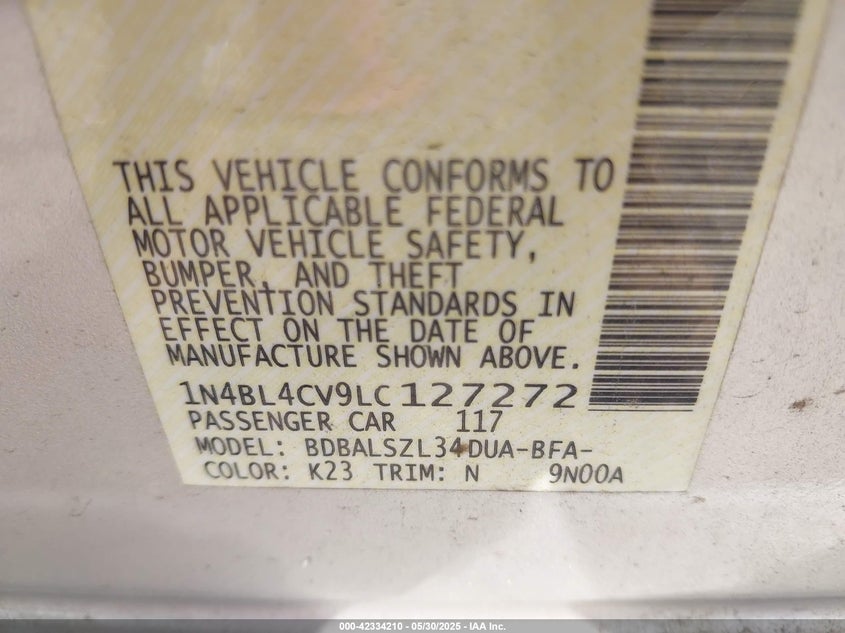 THIS VEHICLE CONFORMS TO
ALL APPLICABLE FEDERAL
MOTOR VEHICLE SAFETY,
BUMPER, AND THEFT
PREVENTION STANDARDS IN
EFFECT ON THE DATE OF
MANUFACTURE SHOWN ABOVE.
1N4BL4CV9LC127272
PASSENGER CAR 117
MODEL: BDBALSZL34DUA-BFA-
COLOR: K23 TRIM: N 9N00A
000-42334210 - 05/30/2025 - IAA Inc.